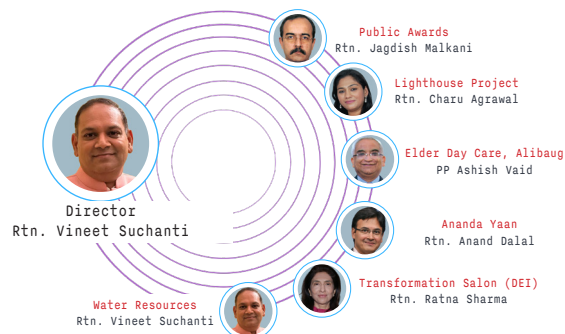 Public Awards
Rtn. Jagdish Malkani
Lighthouse Project
Rtn. Charu Agrawal
Elder Day Care, Alibaug
PP Ashish Vaid
Director
Rtn. Vineet Suchanti
Ananda Yaan
Rtn. Anand Dalal
Transformation Salon (DEI)
Rtn. Ratna Sharma
Water Resources
Rtn. Vineet Suchanti